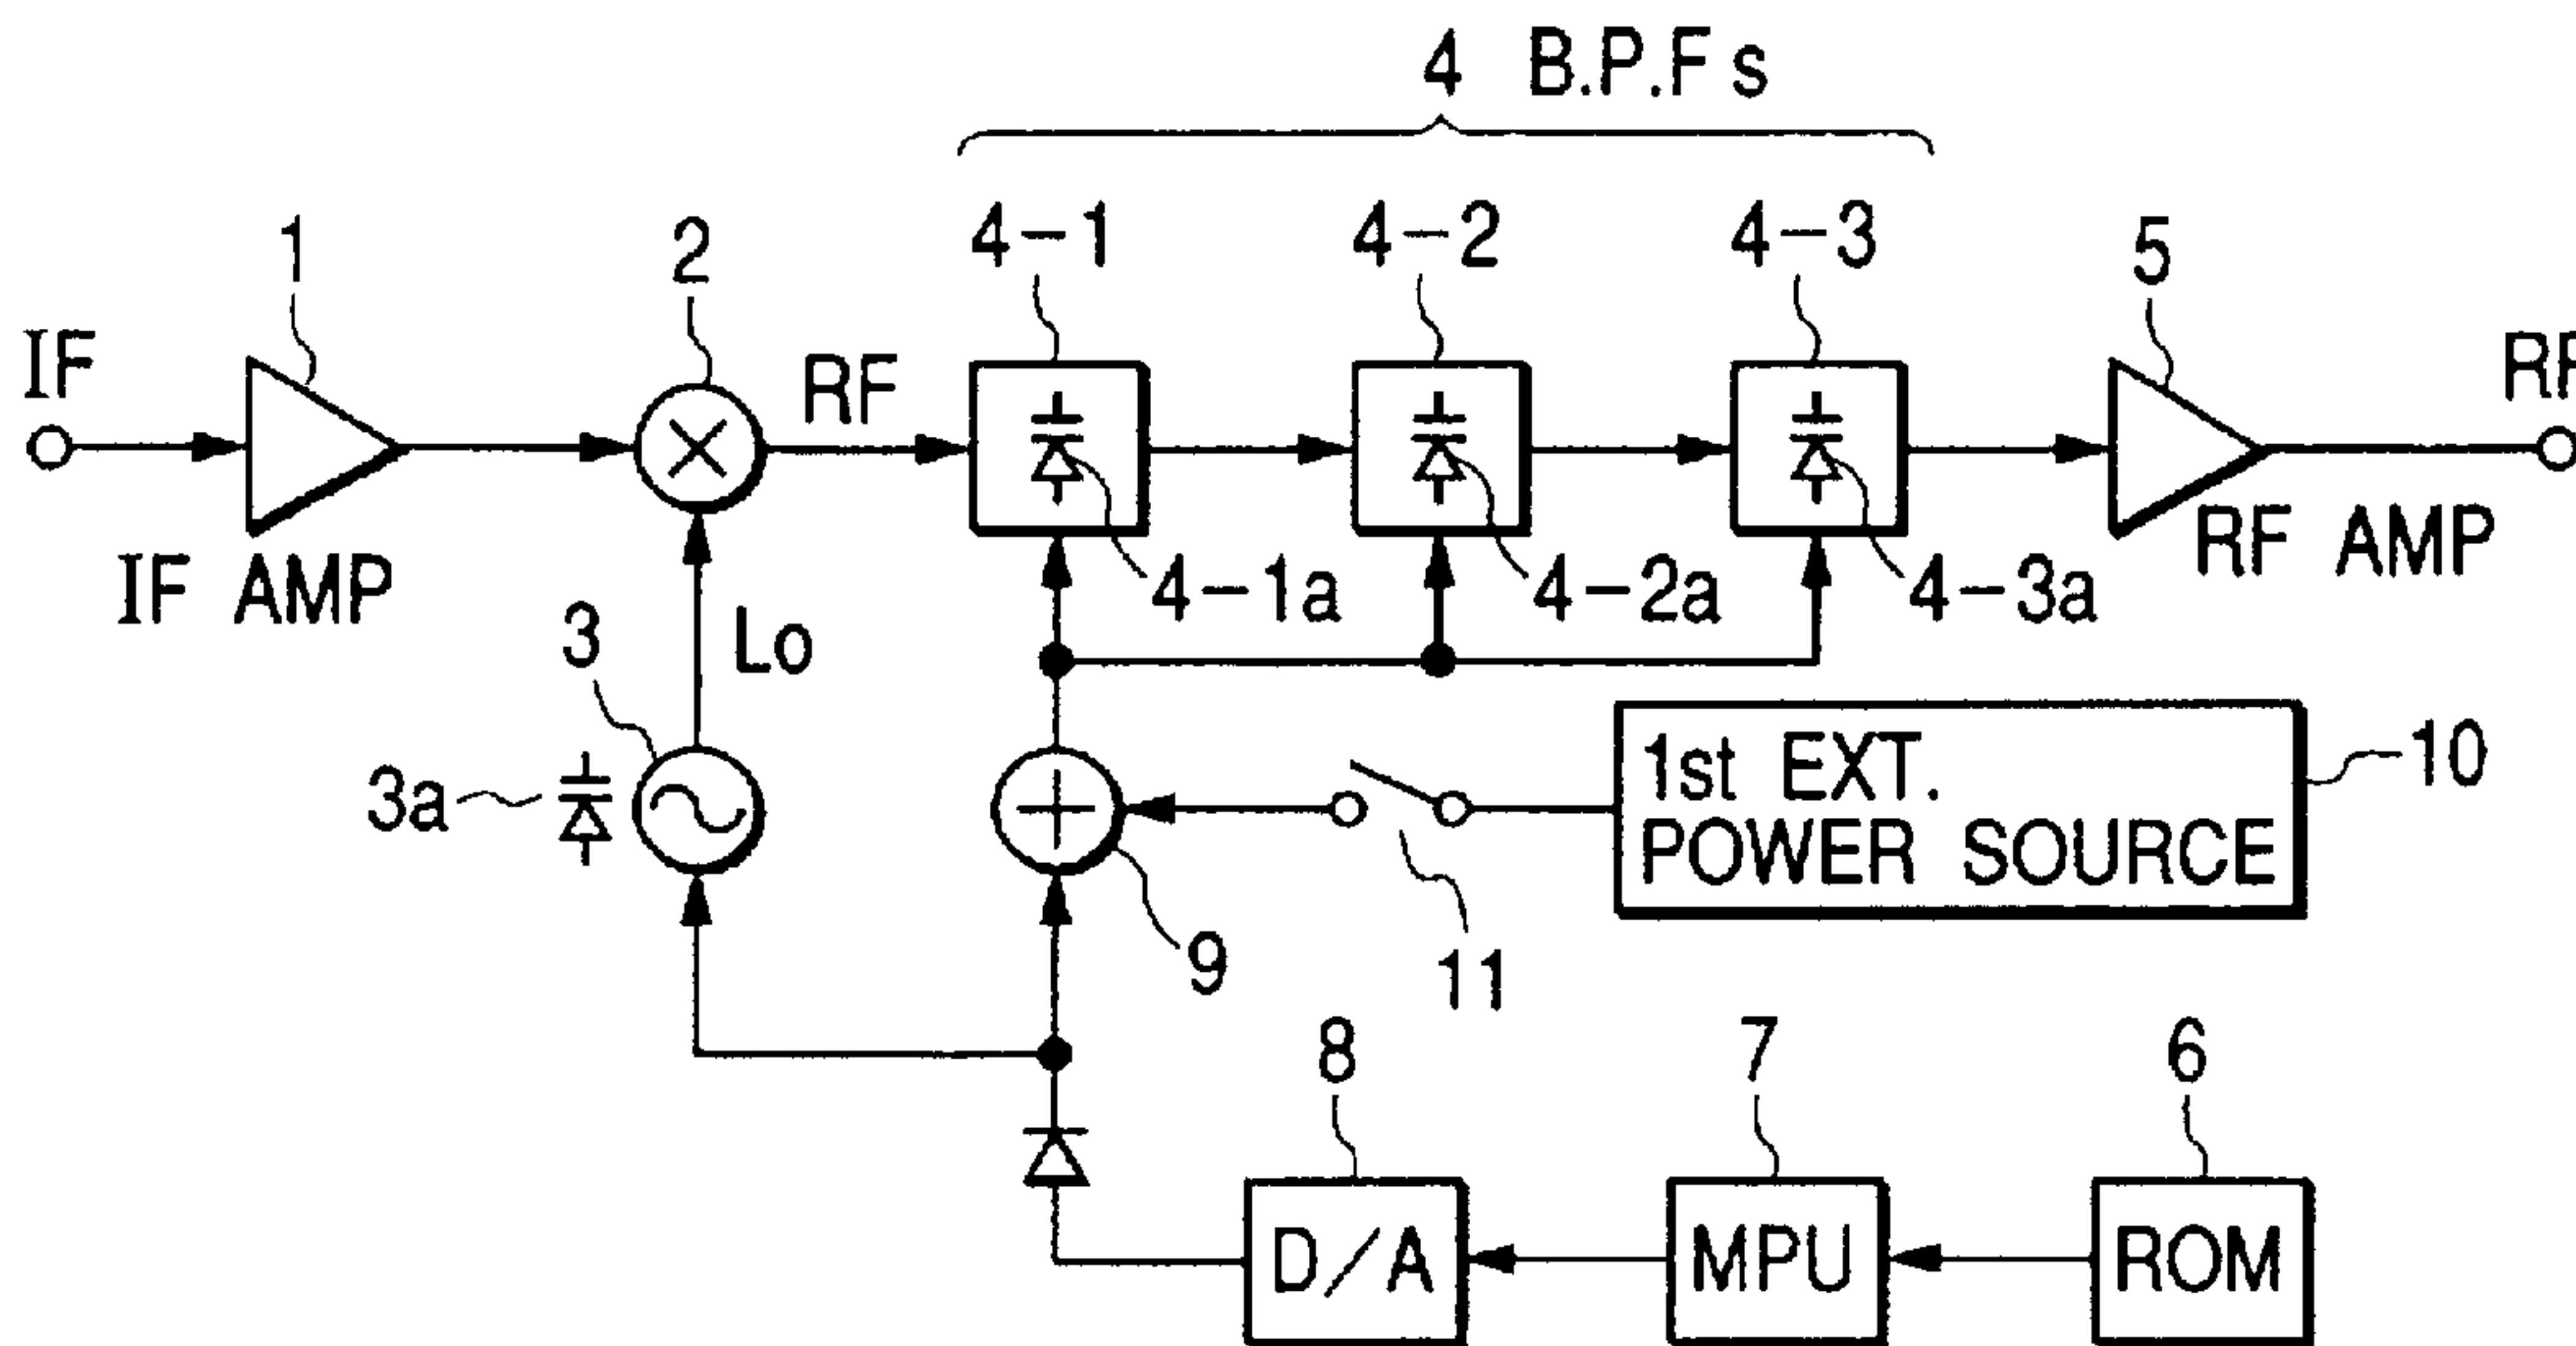 4 B.P.F s
1
2
4-1
4-2
4-3
5
IF
RF
RF
IF AMP
4-1a
4-2a
4-3a
RF AMP
3
Lo
3a
1st EXT.
POWER SOURCE
10
9
11
8
7
6
D/A
MPU
ROM